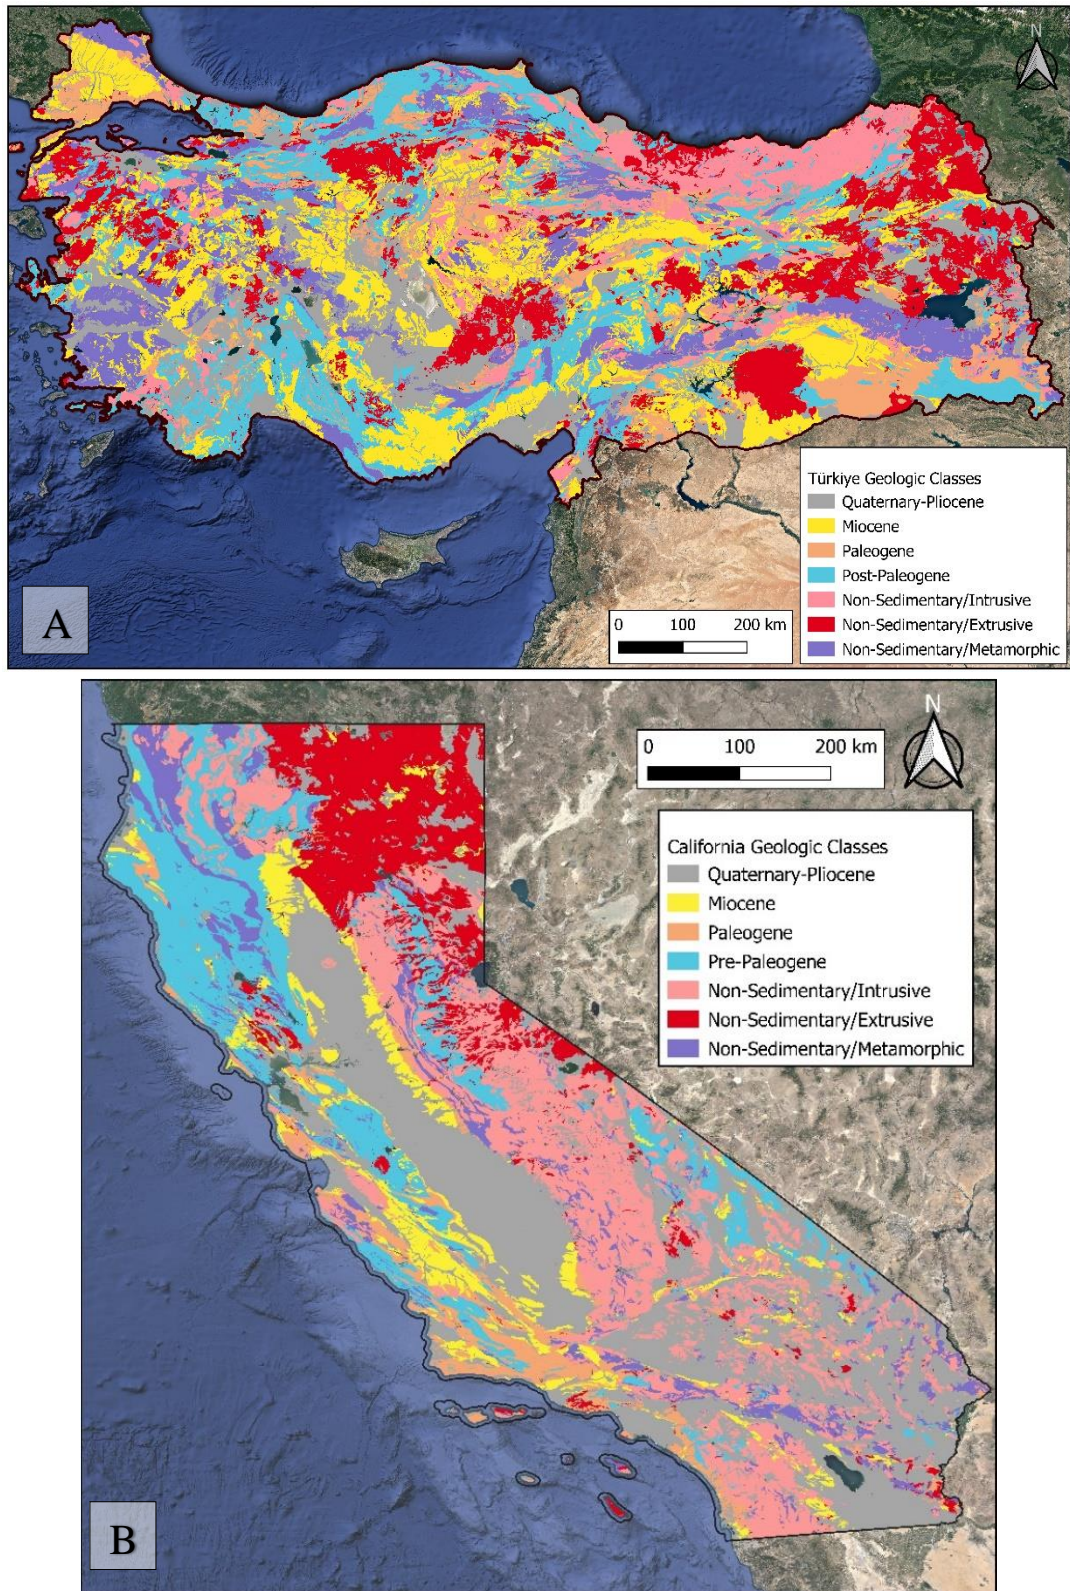 N
Türkiye Geologic Classes
Quaternary-Pliocene
Miocene
Paleogene
Post-Paleogene
Non-Sedimentary/Intrusive
Non-Sedimentary/Extrusive
Non-Sedimentary/Metamorphic
0 100 200 km
A
N
0 100 200 km
California Geologic Classes
Quaternary-Pliocene
Miocene
Paleogene
Pre-Paleogene
Non-Sedimentary/Intrusive
Non-Sedimentary/Extrusive
Non-Sedimentary/Metamorphic
B